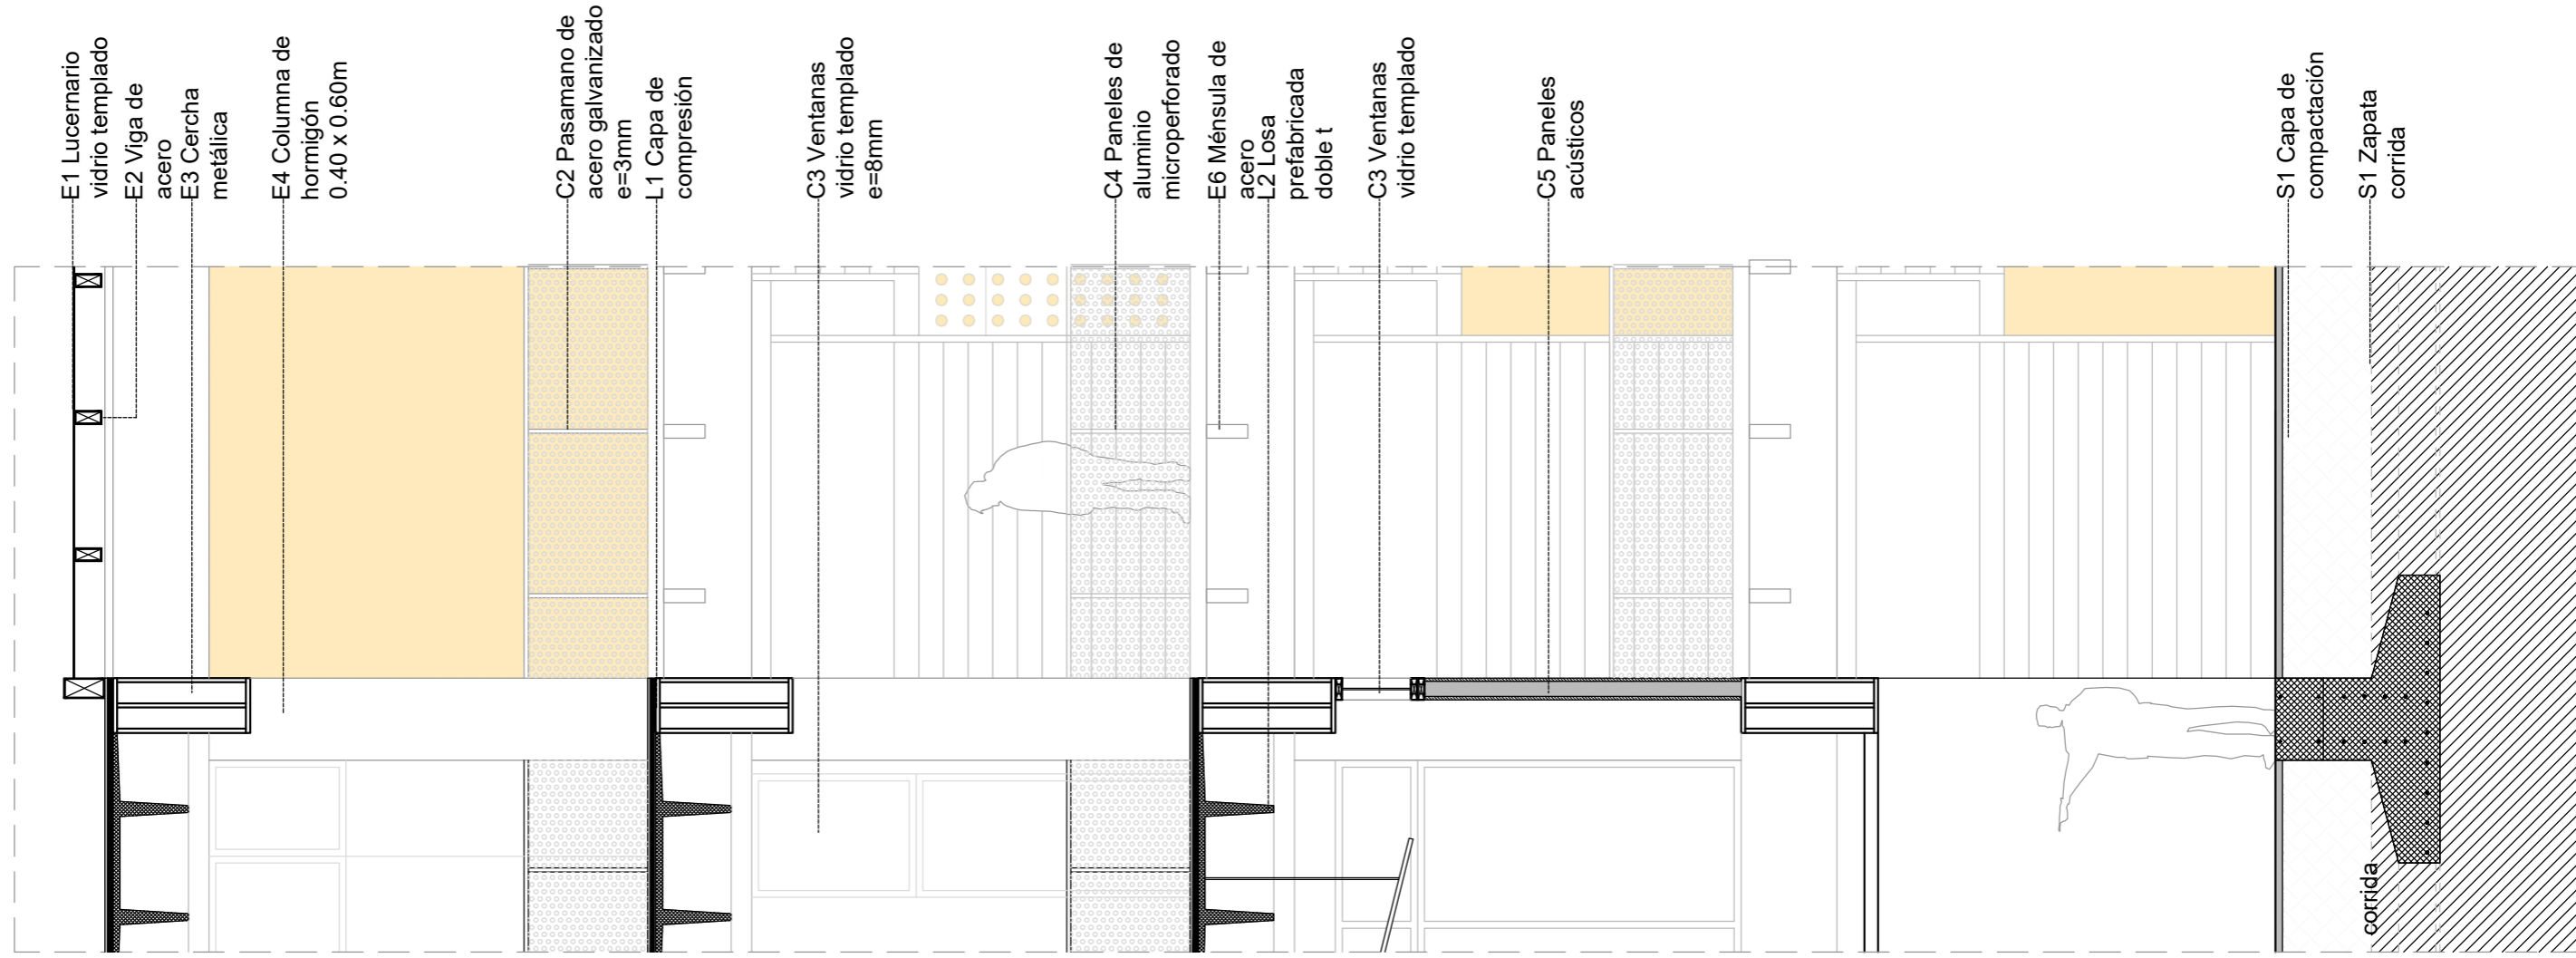 E1 Lucernario
vidrio templado
E2 Viga de
acero
E3 Cercha
metálica
E4 Columna de
hormigón
0.40 x 0.60m
C2 Pasamano de
acero galvanizado
e=3mm
L1 Capa de
compresión
C3 Ventanas
vidrio templado
e=8mm
C4 Paneles de
aluminio
microperforado
E6 Ménsula de
acero
L2 Losa
prefabricada
doble t
C3 Ventanas
vidrio templado
C5 Paneles
acústicos
S1 Capa de
compactación
S1 Zapata
corrida
corrida